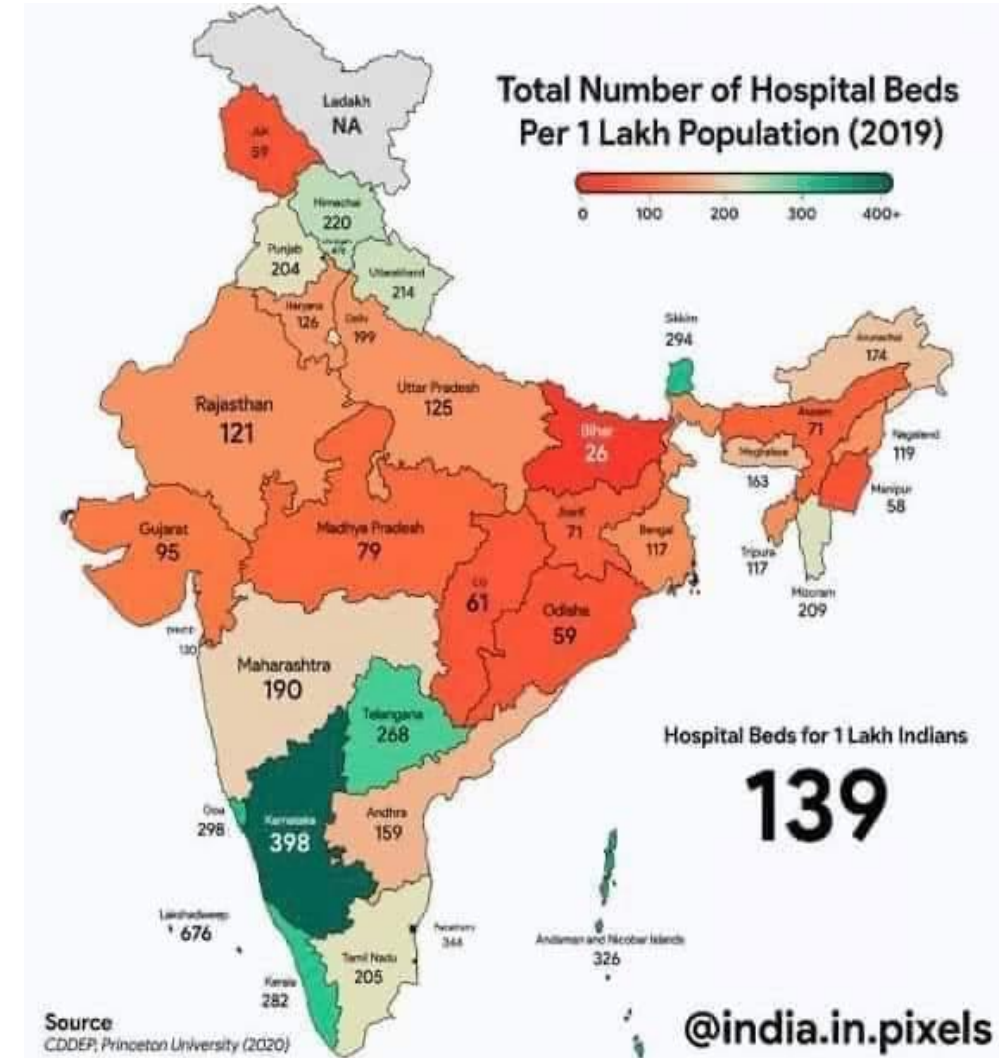 Total Number of Hospital Beds
Per 1 Lakh Population (2019)
0 100 200 300 400+
Ladakh
NA
J&K
59
Himachal
220
Punjab
204
Uttarakhand
214
Haryana
126
Delhi
199
Sikkim
294
Arunachal
174
Rajasthan
121
Uttar Pradesh
125
Bihar
26
Assam
71
Nagaland
119
Meghalaya
163
Manipur
58
Gujarat
95
Madhya Pradesh
79
71
Bengal
117
Tripura
117
Mizoram
209
CG
61
Odisha
59
130
Maharashtra
190
Telangana
268
Hospital Beds for 1 Lakh Indians
139
Goa
298
Karnataka
398
Andhra
159
Lakshadweep
676
344
Andaman and Nicobar Islands
326
Tamil Nadu
205
Kerala
282
Source
CDDEP, Princeton University (2020)
@india.in.pixels